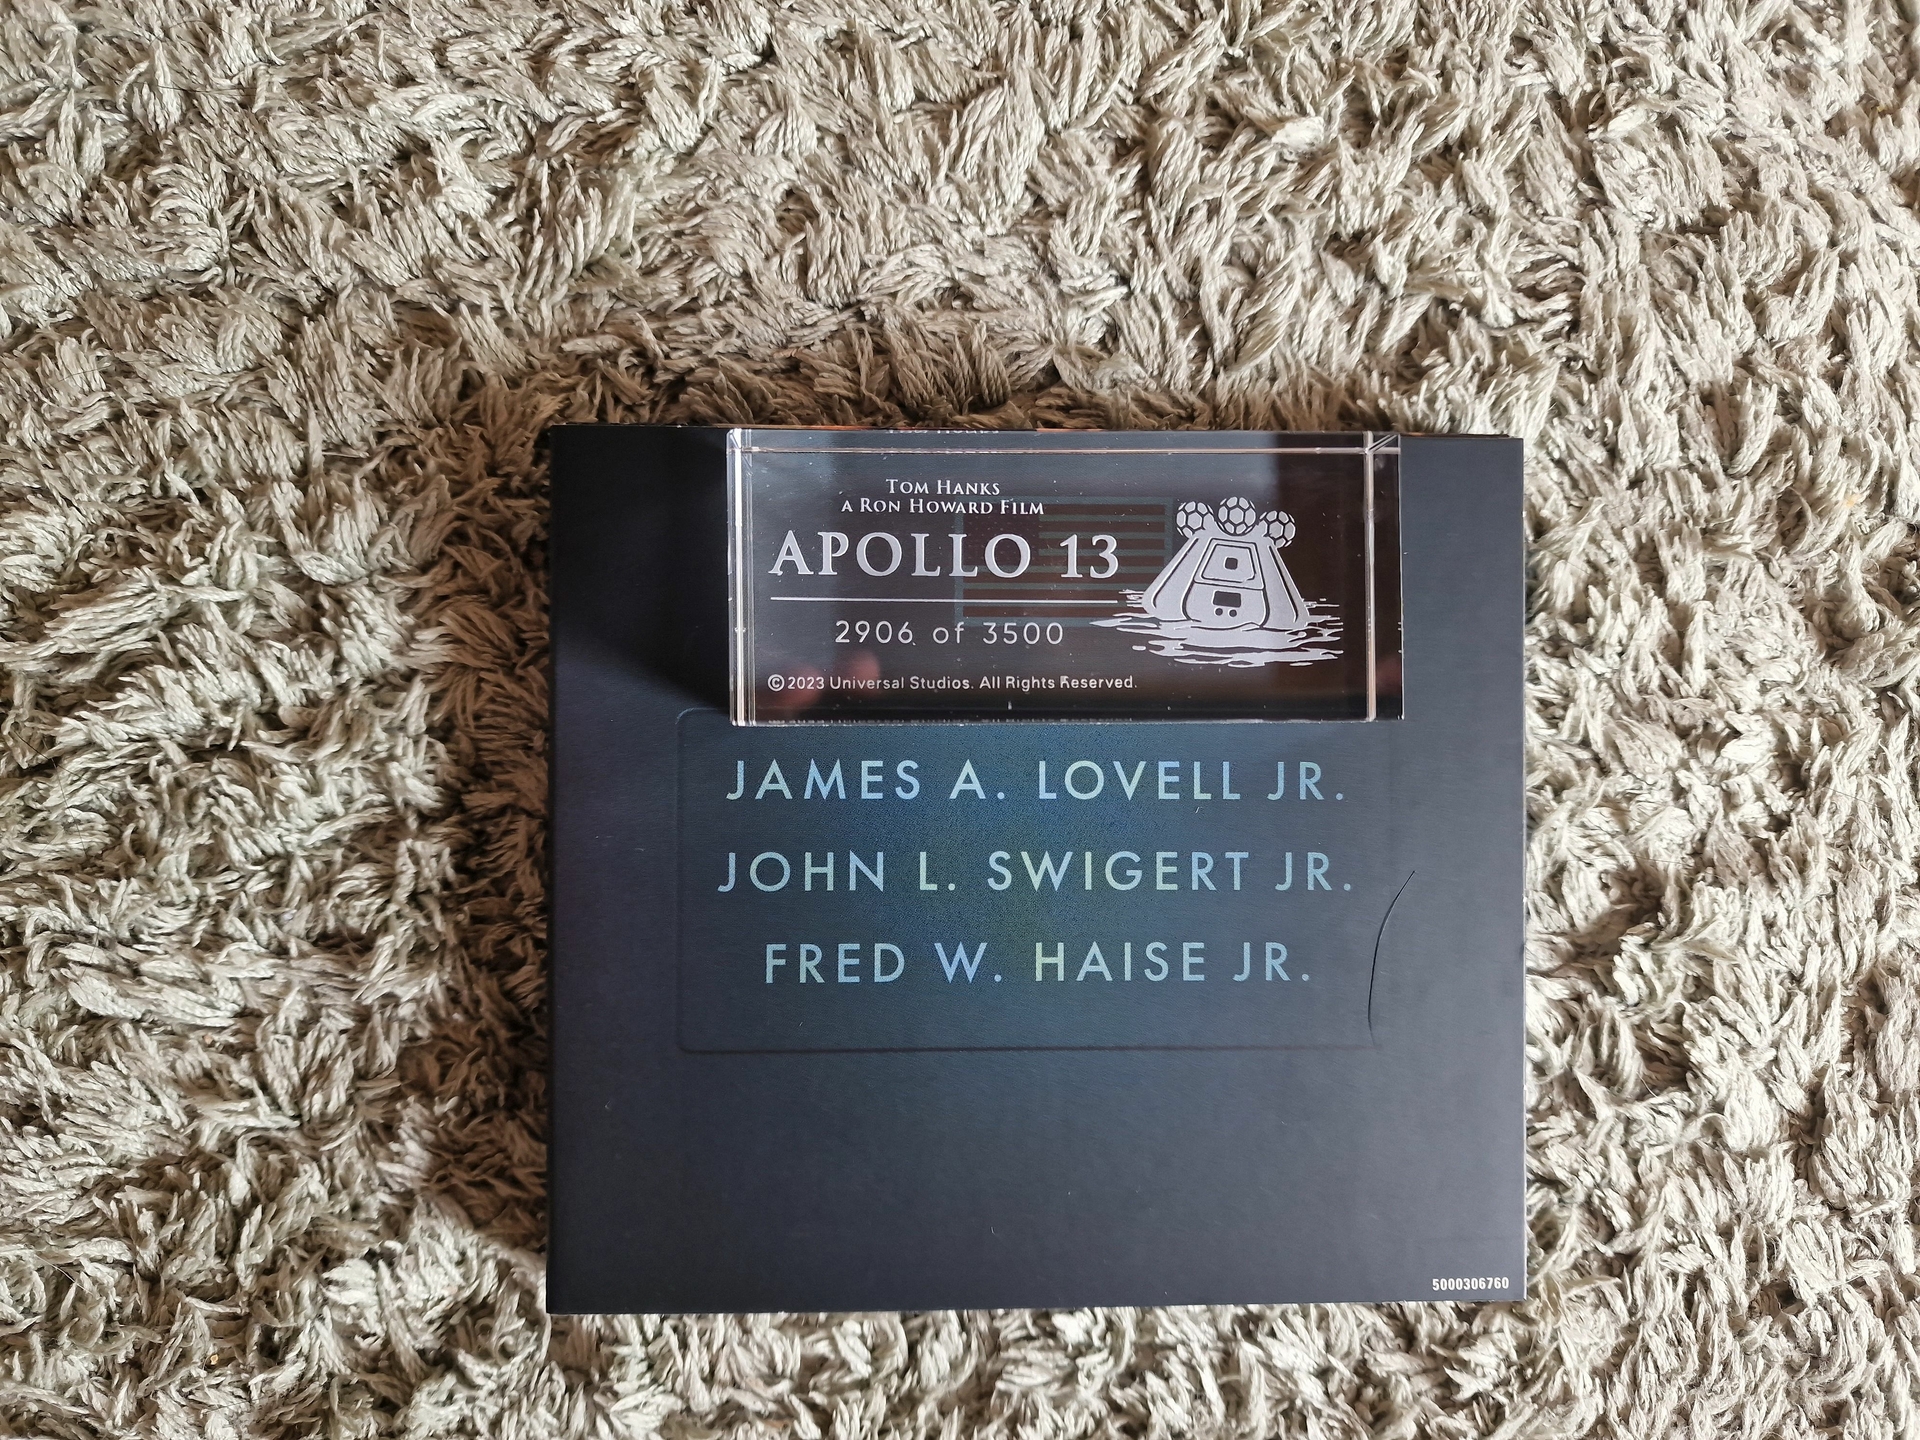 TOM HANKS
A RON HOWARD FILM
APOLLO 13
2906 of 3500
©2023 Universal Studios. All Rights Reserved.
JAMES A. LOVELL JR.
JOHN L. SWIGERT JR.
FRED W. HAISE JR.
5000306760